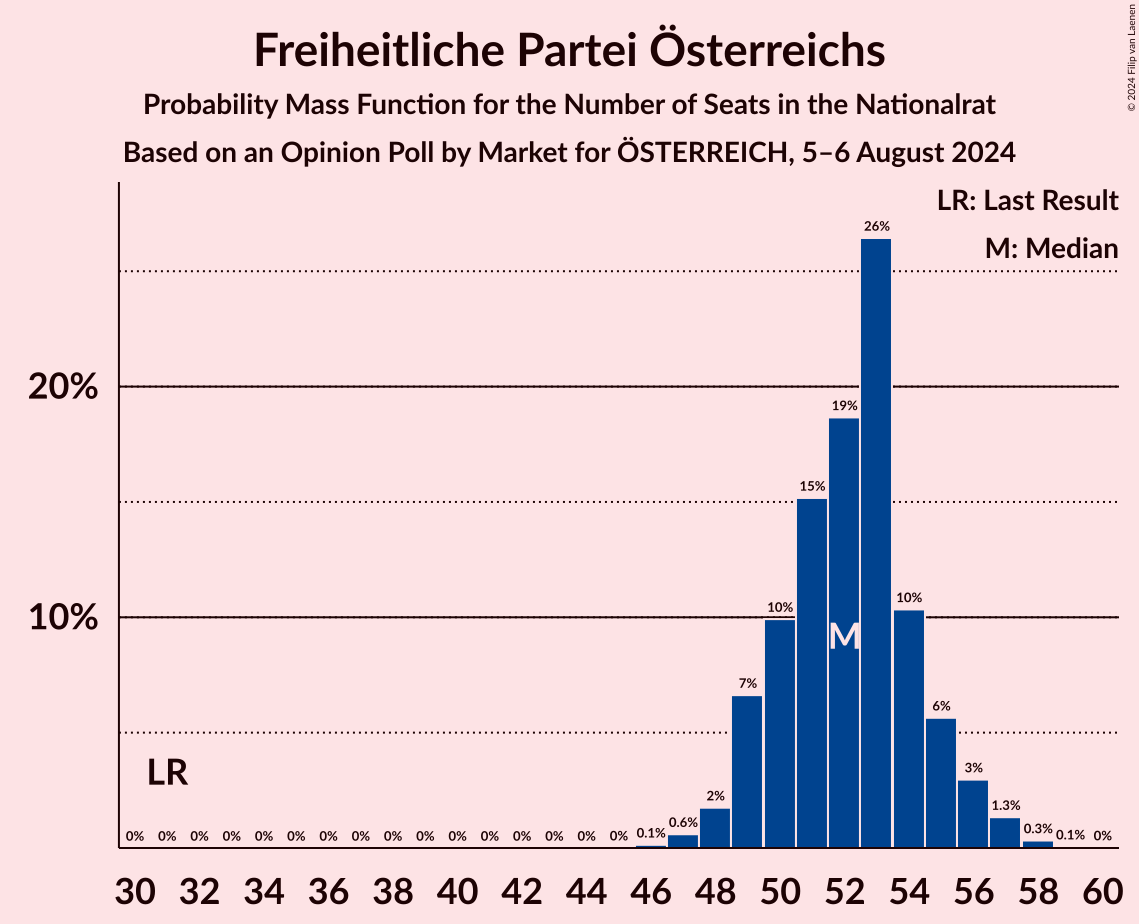 Freiheitliche Partei Österreichs
Probability Mass Function for the Number of Seats in the Nationalrat
Based on an Opinion Poll by Market for ÖSTERREICH, 5–6 August 2024
© 2024 Filip van Laenen
LR: Last Result
M: Median
26%
20%
19%
15%
10%
10%
10%
M
7%
6%
LR
3%
2%
1.3%
0% 0% 0% 0% 0% 0% 0% 0% 0% 0% 0% 0% 0% 0% 0% 0% 0.1% 0.6% 0.3% 0.1% 0%
30 32 34 36 38 40 42 44 46 48 50 52 54 56 58 60